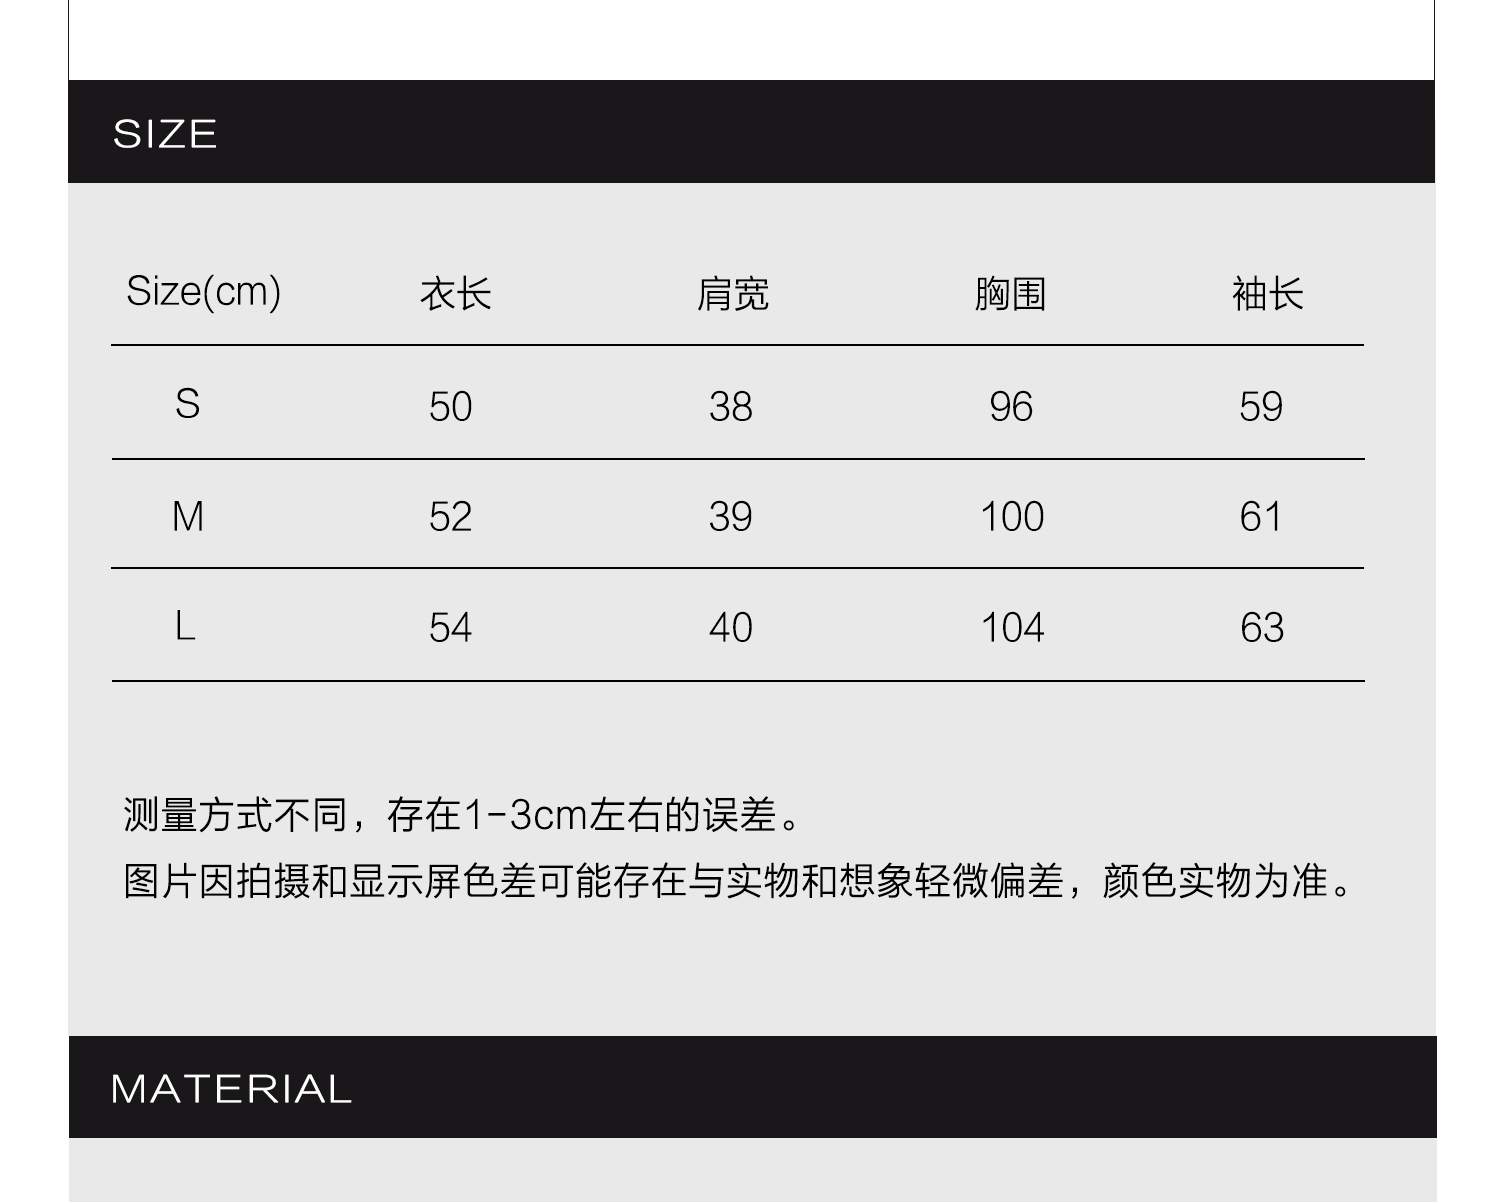 SIZE
Size(cm) 衣长 肩宽 胸围 袖长
S 50 38 96 59
M 52 39 100 61
L 54 40 104 63
测量方式不同，存在1-3cm左右的误差。
图片因拍摄和显示屏色差可能存在与实物和想象轻微偏差，颜色实物为准。
MATERIAL